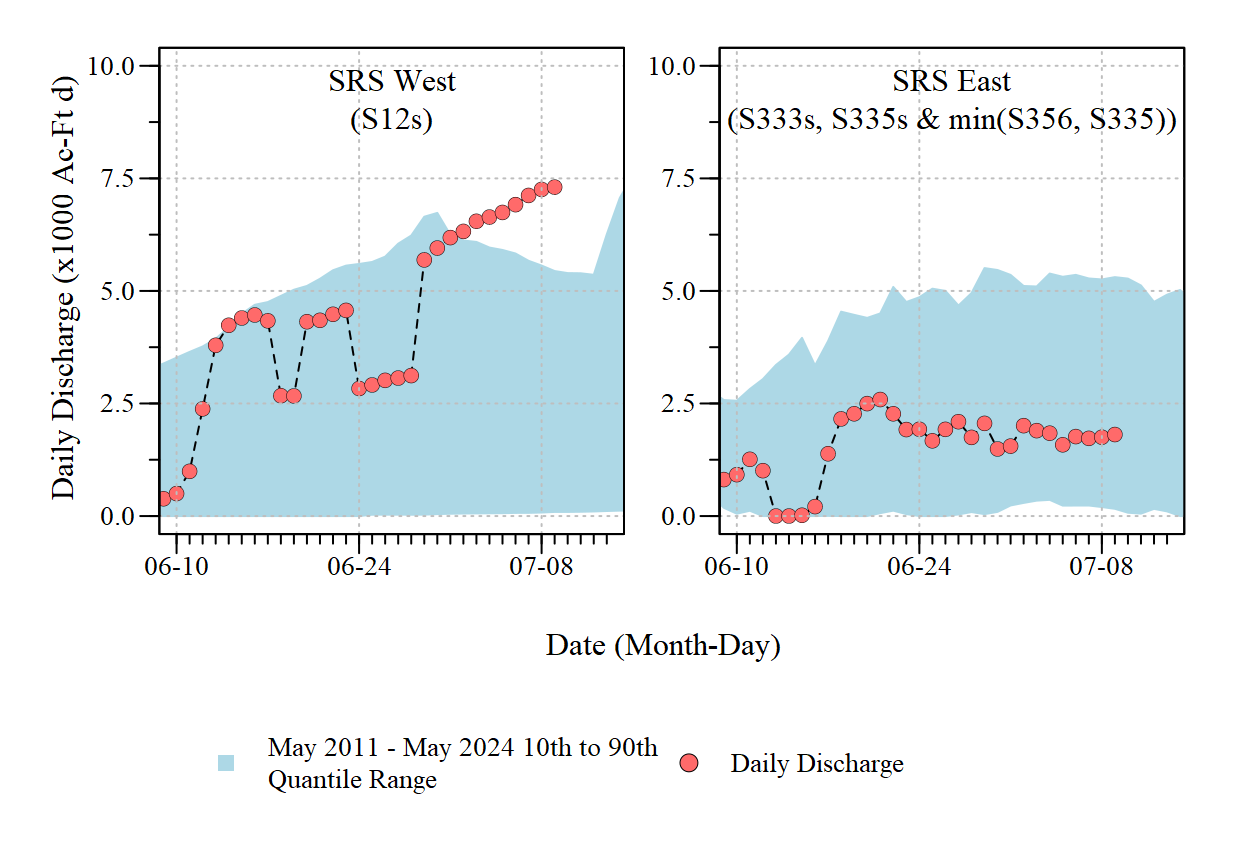 SRS West
(S12s)
SRS East
(S333s, S335s & min(S356, S335))
Daily Discharge (x1000 Ac-Ft d)
10.0
7.5
5.0
2.5
0.0
06-10
06-24
07-08
10.0
7.5
5.0
2.5
0.0
06-10
06-24
07-08
Date (Month-Day)
May 2011 - May 2024 10th to 90th
Quantile Range
Daily Discharge